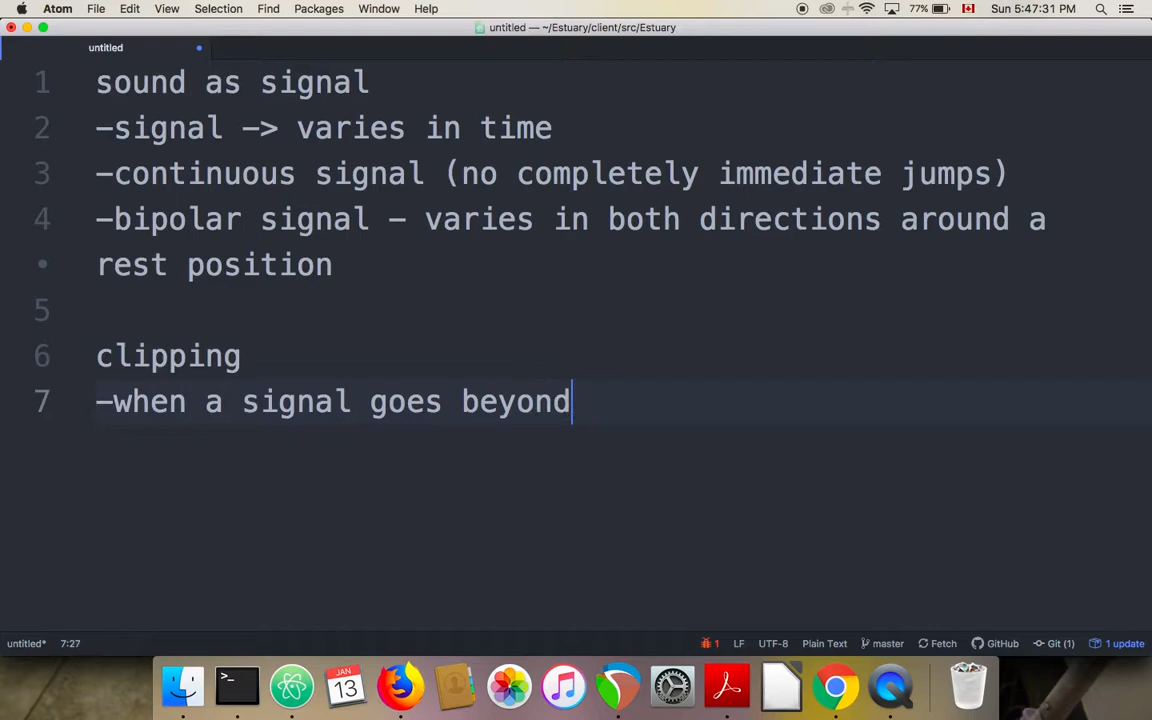 Atom File Edit View Selection Find Packages Window Help 77% Sun 5:47:31 PM
untitled — ~/Estuary/client/src/Estuary
untitled
1 sound as signal
2 -signal -> varies in time
3 -continuous signal (no completely immediate jumps)
4 -bipolar signal - varies in both directions around a
• rest position
5
6 clipping
7 -when a signal goes beyond
untitled* 7:27 1 LF UTF-8 Plain Text master Fetch GitHub Git (1) 1 update
JAN
13